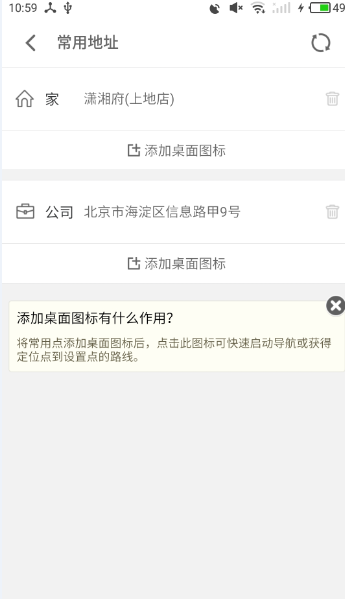 10:59 49
常用地址
家 潇湘府(上地店)
添加桌面图标
公司 北京市海淀区信息路甲9号
添加桌面图标
添加桌面图标有什么作用?
将常用点添加桌面图标后，点击此图标可快速启动导航或获得
定位点到设置点的路线。